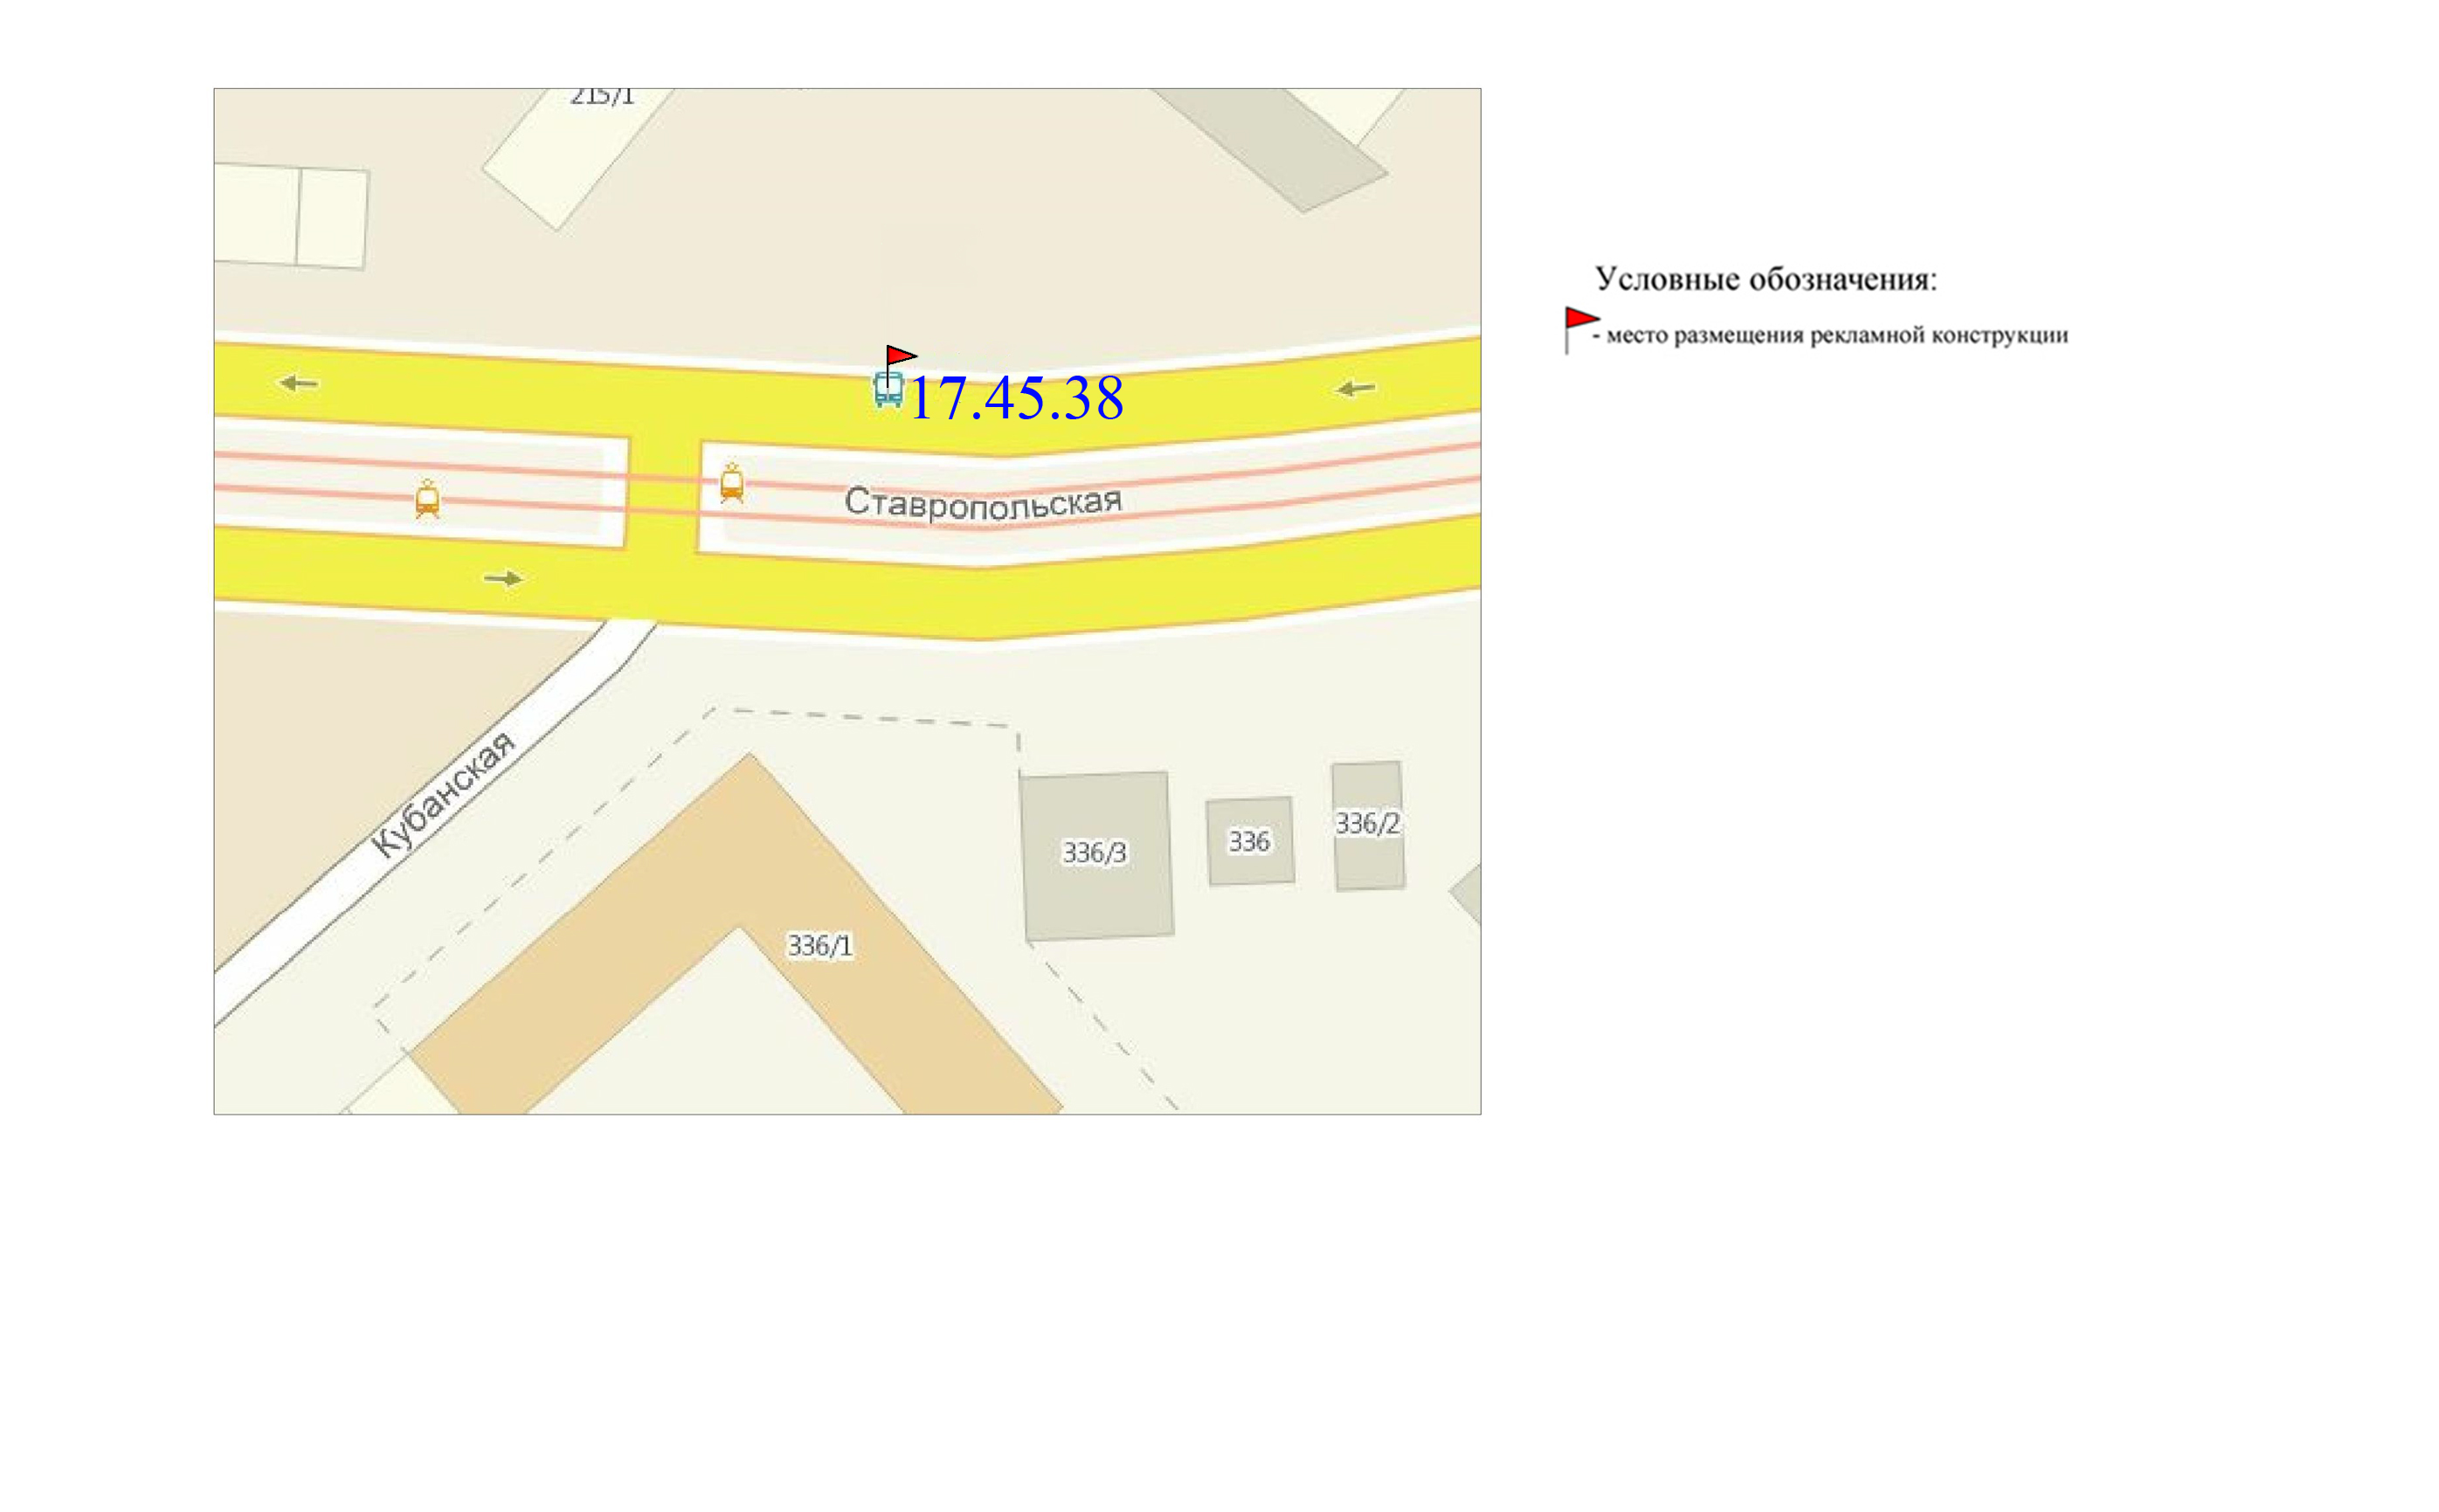 215/1
Условные обозначения:
- место размещения рекламной конструкции
17.45.38
Ставропольская
Кубанская
336/3
336
336/2
336/1